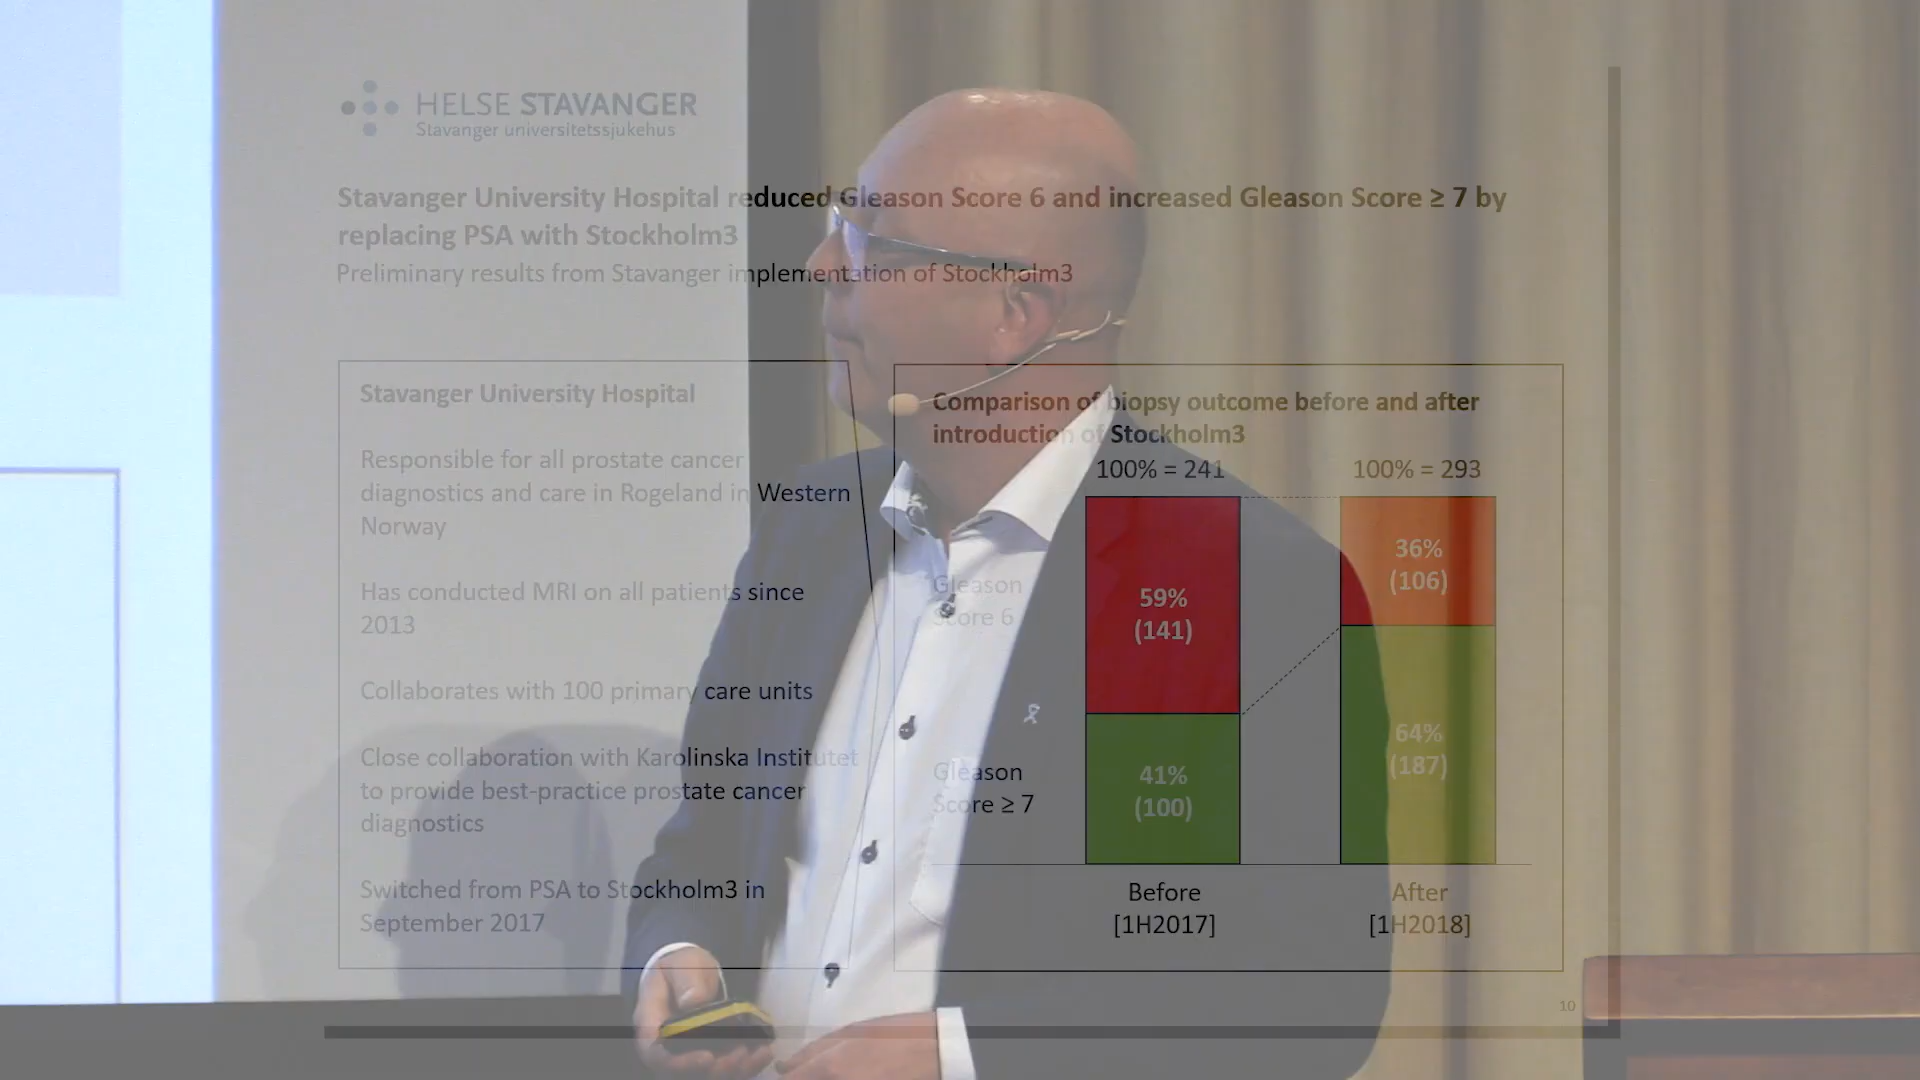 HELSE STAVANGER
Stavanger universitetssjukehus
Stavanger University Hospital reduced Gleason Score 6 and increased Gleason Score ≥ 7 by
replacing PSA with Stockholm3
Preliminary results from Stavanger implementation of Stockholm3
Stavanger University Hospital
Responsible for all prostate cancer
diagnostics and care in Rogeland in Western
Norway
Has conducted MRI on all patients since
2013
Collaborates with 100 primary care units
Close collaboration with Karolinska Institutet
to provide best-practice prostate cancer
diagnostics
Switched from PSA to Stockholm3 in
September 2017
Comparison of biopsy outcome before and after
introduction of Stockholm3
100% = 241
100% = 293
Gleason
Score 6
59%
(141)
36%
(106)
Gleason
Score ≥ 7
41%
(100)
64%
(187)
Before
[1H2017]
After
[1H2018]
10